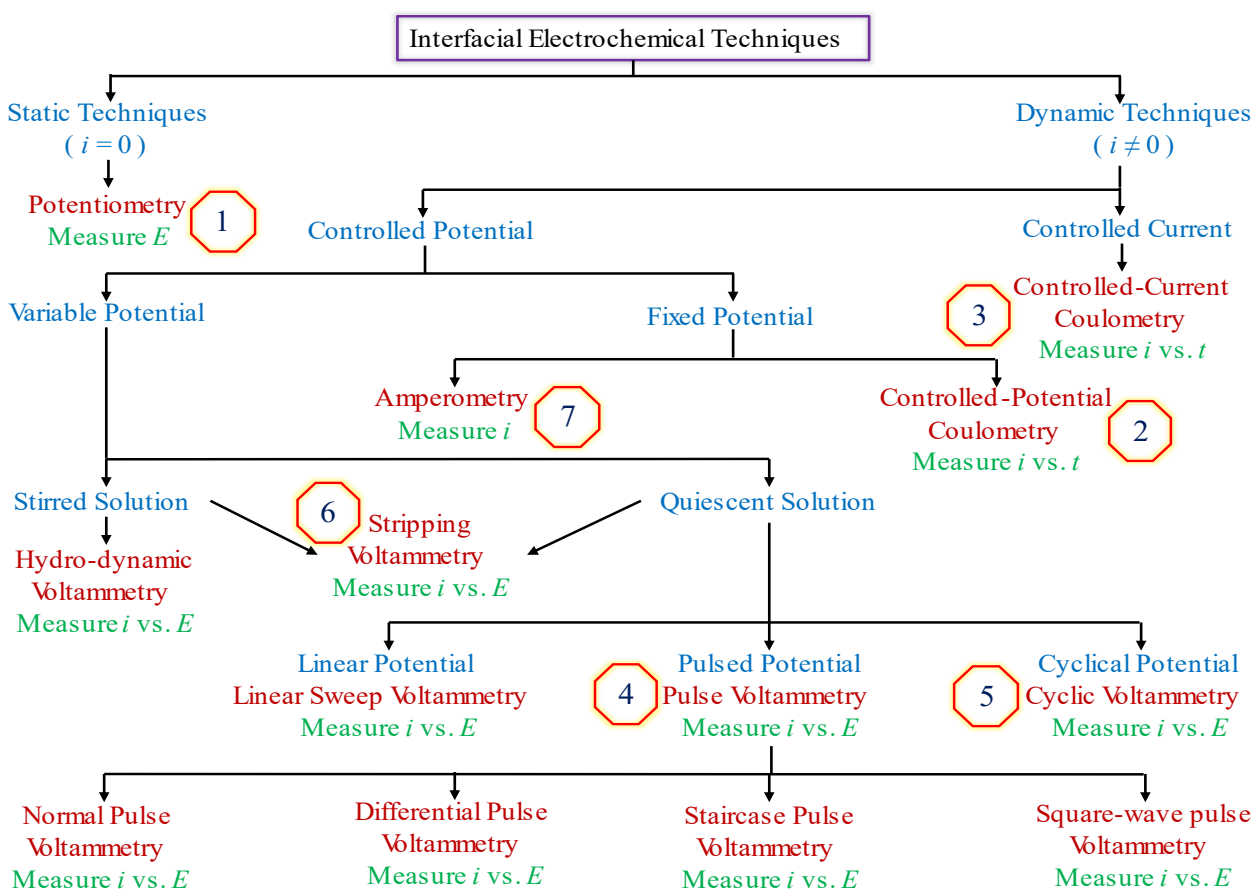 Interfacial Electrochemical Techniques
Static Techniques
( i = 0 )
Dynamic Techniques
( i ≠ 0 )
Potentiometry
Measure E
1
Controlled Potential
Controlled Current
Variable Potential
Fixed Potential
3
Controlled-Current
Coulometry
Measure i vs. t
Amperometry
Measure i
7
Controlled-Potential
Coulometry
Measure i vs. t
2
Stirred Solution
6
Stripping
Voltammetry
Measure i vs. E
Quiescent Solution
Hydro-dynamic
Voltammetry
Measure i vs. E
Linear Potential
Linear Sweep Voltammetry
Measure i vs. E
4
Pulsed Potential
Pulse Voltammetry
Measure i vs. E
5
Cyclical Potential
Cyclic Voltammetry
Measure i vs. E
Normal Pulse
Voltammetry
Measure i vs. E
Differential Pulse
Voltammetry
Measure i vs. E
Staircase Pulse
Voltammetry
Measure i vs. E
Square-wave pulse
Voltammetry
Measure i vs. E